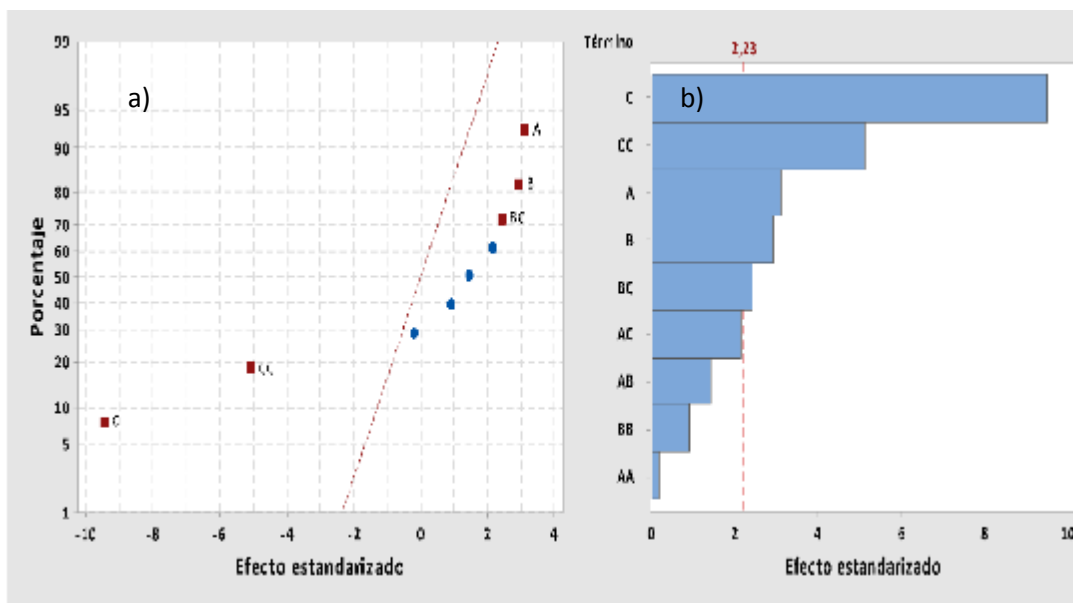 a)
99
95
90
80
70
60
50
40
30
20
10
5
1
Porcentaje
A
B
BC
CC
C
-10 -8 -6 -4 -2 0 2 4
Efecto estandarizado
Término
2,23
b)
C
CC
A
B
BC
AC
AB
BB
AA
0 2 4 6 8 10
Efecto estandarizado